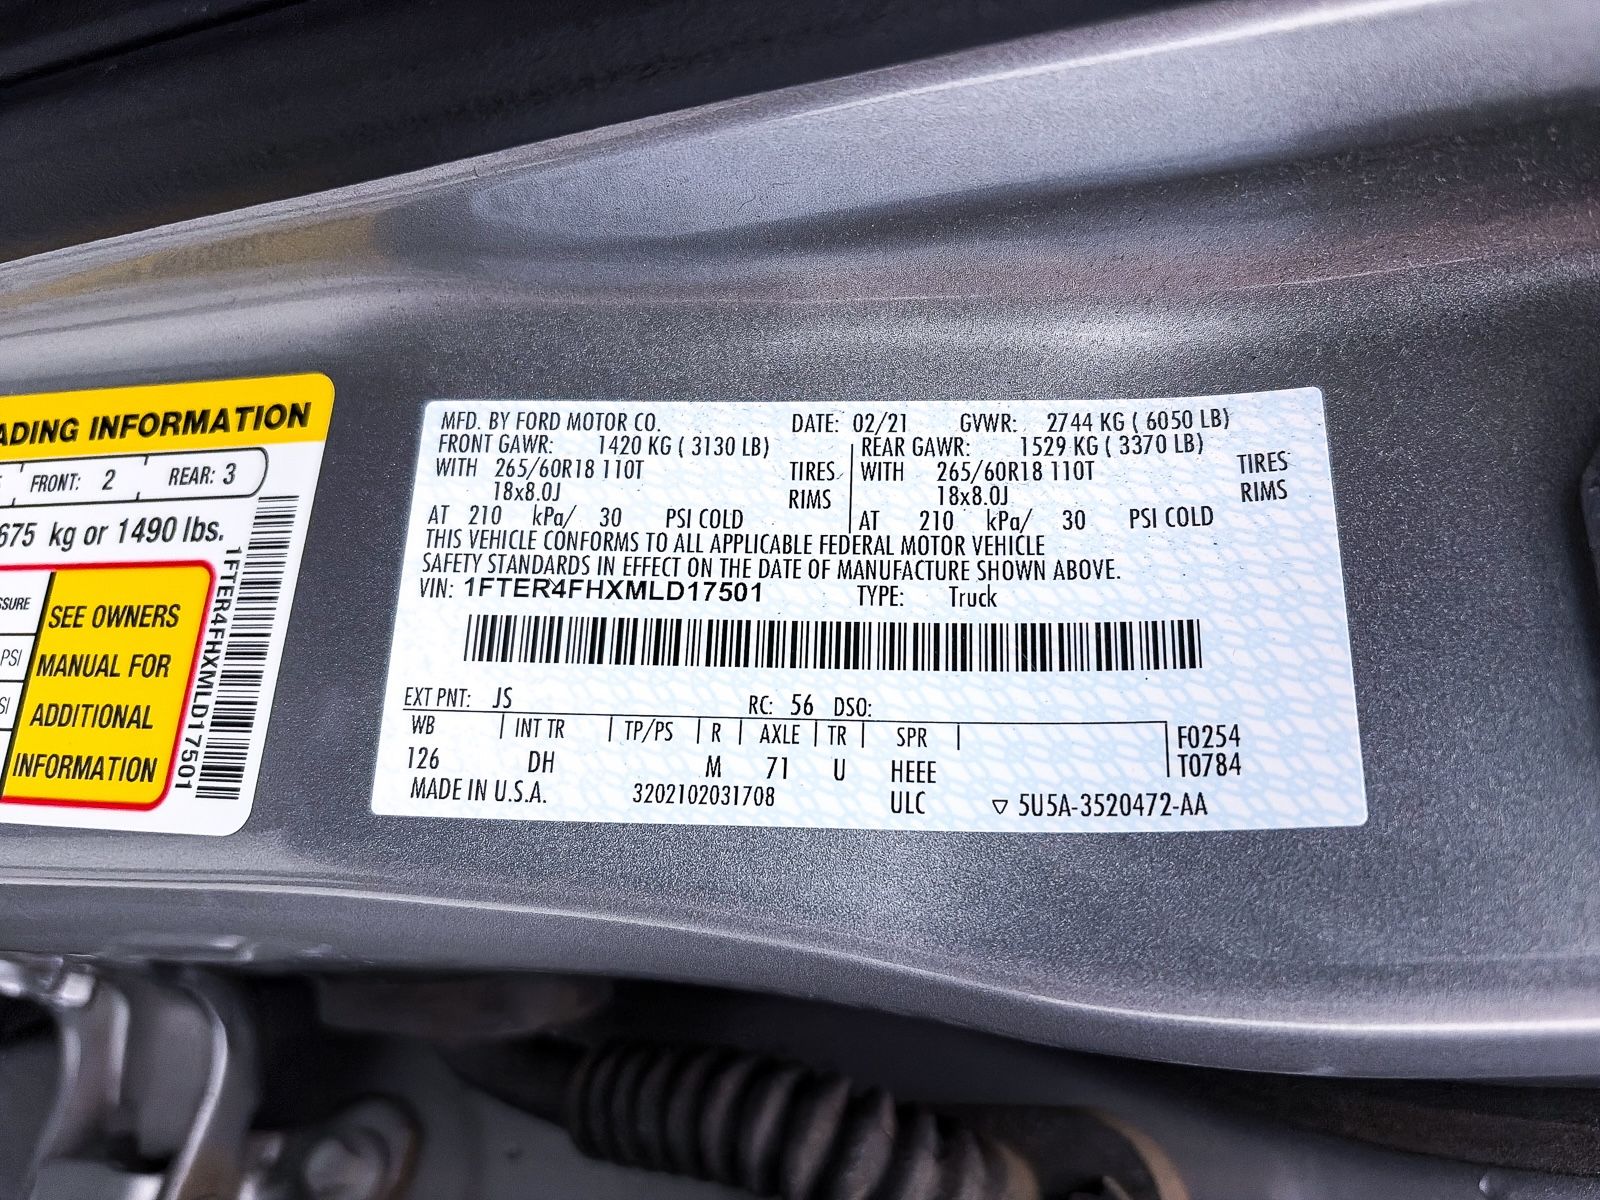 ADING INFORMATION
FRONT: 2 REAR: 3
675 kg or 1490 lbs.
SSURE
PSI
SI
SEE OWNERS
MANUAL FOR
ADDITIONAL
INFORMATION
1FTER4FHXMLD17501
MFD. BY FORD MOTOR CO. DATE: 02/21 GVWR: 2744 KG ( 6050 LB)
FRONT GAWR: 1420 KG ( 3130 LB) REAR GAWR: 1529 KG ( 3370 LB)
WITH 265/60R18 110T TIRES WITH 265/60R18 110T TIRES
18x8.0J RIMS 18x8.0J RIMS
AT 210 kPa/ 30 PSI COLD AT 210 kPa/ 30 PSI COLD
THIS VEHICLE CONFORMS TO ALL APPLICABLE FEDERAL MOTOR VEHICLE
SAFETY STANDARDS IN EFFECT ON THE DATE OF MANUFACTURE SHOWN ABOVE.
VIN: 1FTER4FHXMLD17501 TYPE: Truck
EXT PNT: JS RC: 56 DSO:
WB INT TR TP/PS R AXLE TR SPR F0254
126 DH M 71 U HEEE T0784
MADE IN U.S.A. 3202102031708 ULC ▽ 5U5A-3520472-AA